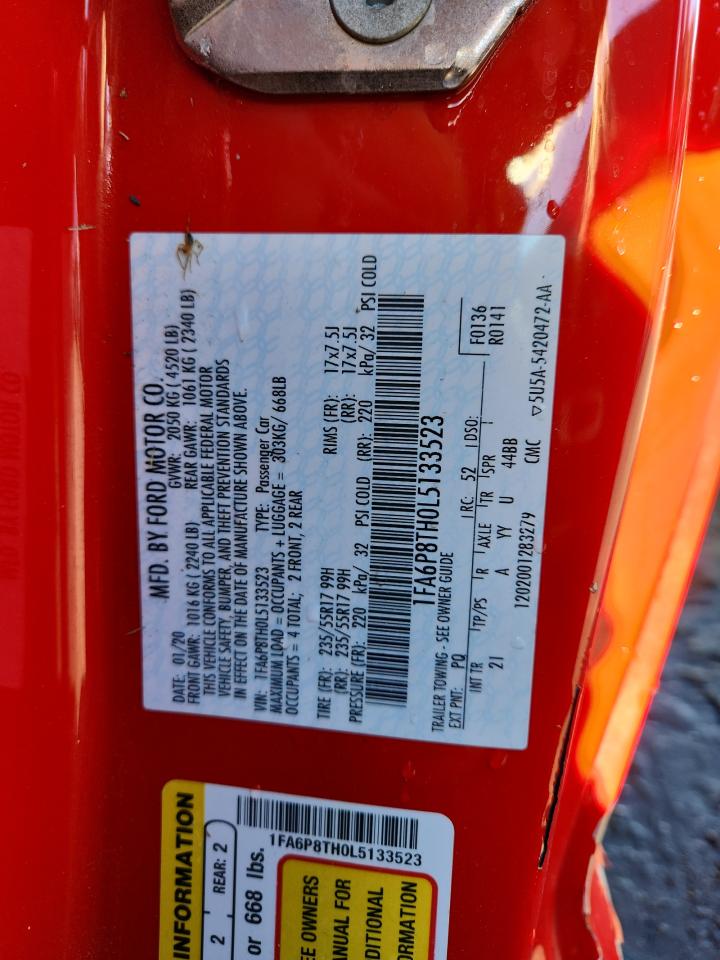 MFD. BY FORD MOTOR CO.
DATE: 01/20 GVWR: 2050 KG ( 4520 LB)
FRONT GAWR: 1016 KG ( 2240 LB) REAR GAWR: 1061 KG ( 2340 LB)
THIS VEHICLE CONFORMS TO ALL APPLICABLE FEDERAL MOTOR
VEHICLE SAFETY, BUMPER, AND THEFT PREVENTION STANDARDS
IN EFFECT ON THE DATE OF MANUFACTURE SHOWN ABOVE.
VIN: 1FA6P8TH0L5133523 TYPE: Passenger Car
MAXIMUM LOAD = OCCUPANTS + LUGGAGE = 303KG/ 668LB
OCCUPANTS = 4 TOTAL; 2 FRONT, 2 REAR
TIRE (FR): 235/55R17 99H RIMS (FR): 17x7.5J
(RR): 235/55R17 99H (RR): 17x7.5J
PRESSURE (FR): 220 kPa/ 32 PSI COLD (RR): 220 kPa/ 32 PSI COLD
1FA6P8TH0L5133523
TRAILER TOWING - SEE OWNER GUIDE
EXT PNT: PQ RC: 52 DSO: F0136
R0141
INT TR TP/PS R AXLE TR SPR
21 A YY U 44BB
1202001283279 CMC ▽5U5A-5420472-AA
INFORMATION
2 REAR: 2
or 668 lbs.
1FA6P8TH0L5133523
EE OWNERS
ANUAL FOR
DITIONAL
ORMATION